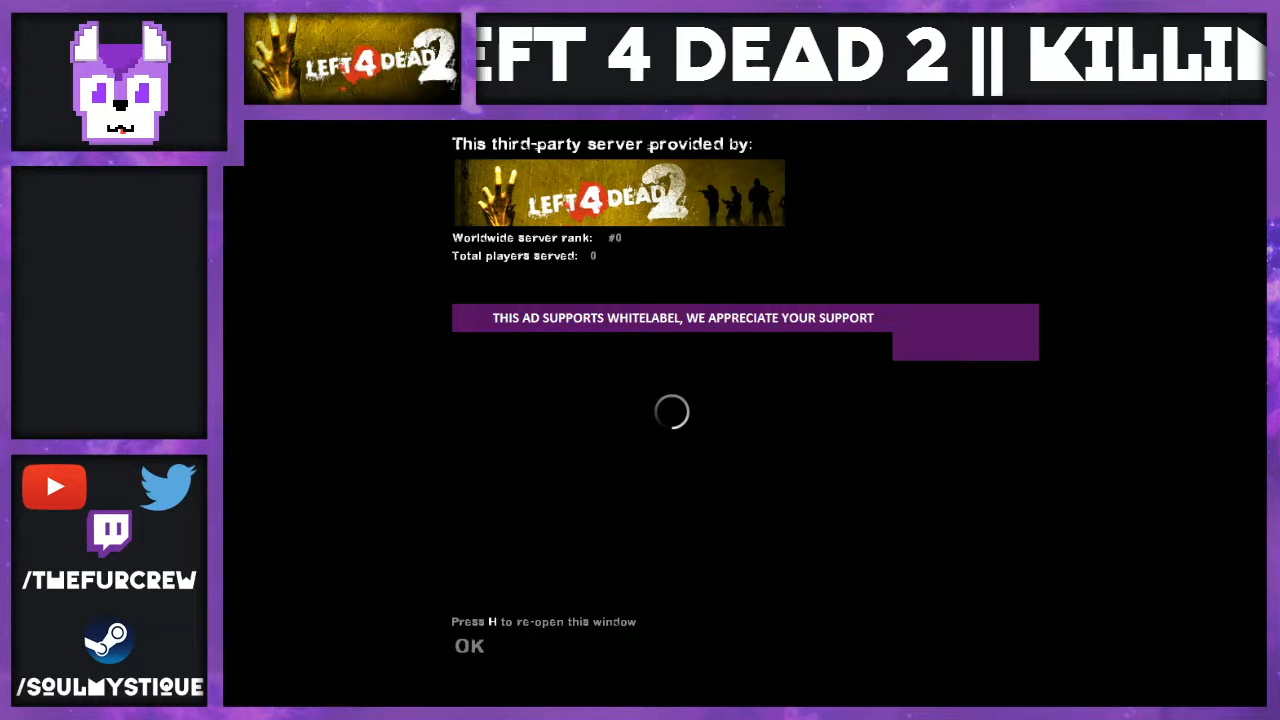 LEFT 4 DEAD 2
EFT 4 DEAD 2 || KILLIN
This third-party server provided by:
LEFT 4 DEAD 2
Worldwide server rank: #0
Total players served: 0
THIS AD SUPPORTS WHITELABEL, WE APPRECIATE YOUR SUPPORT
/THEFURCREW
Press H to re-open this window
OK
/SOULMYSTIQUE